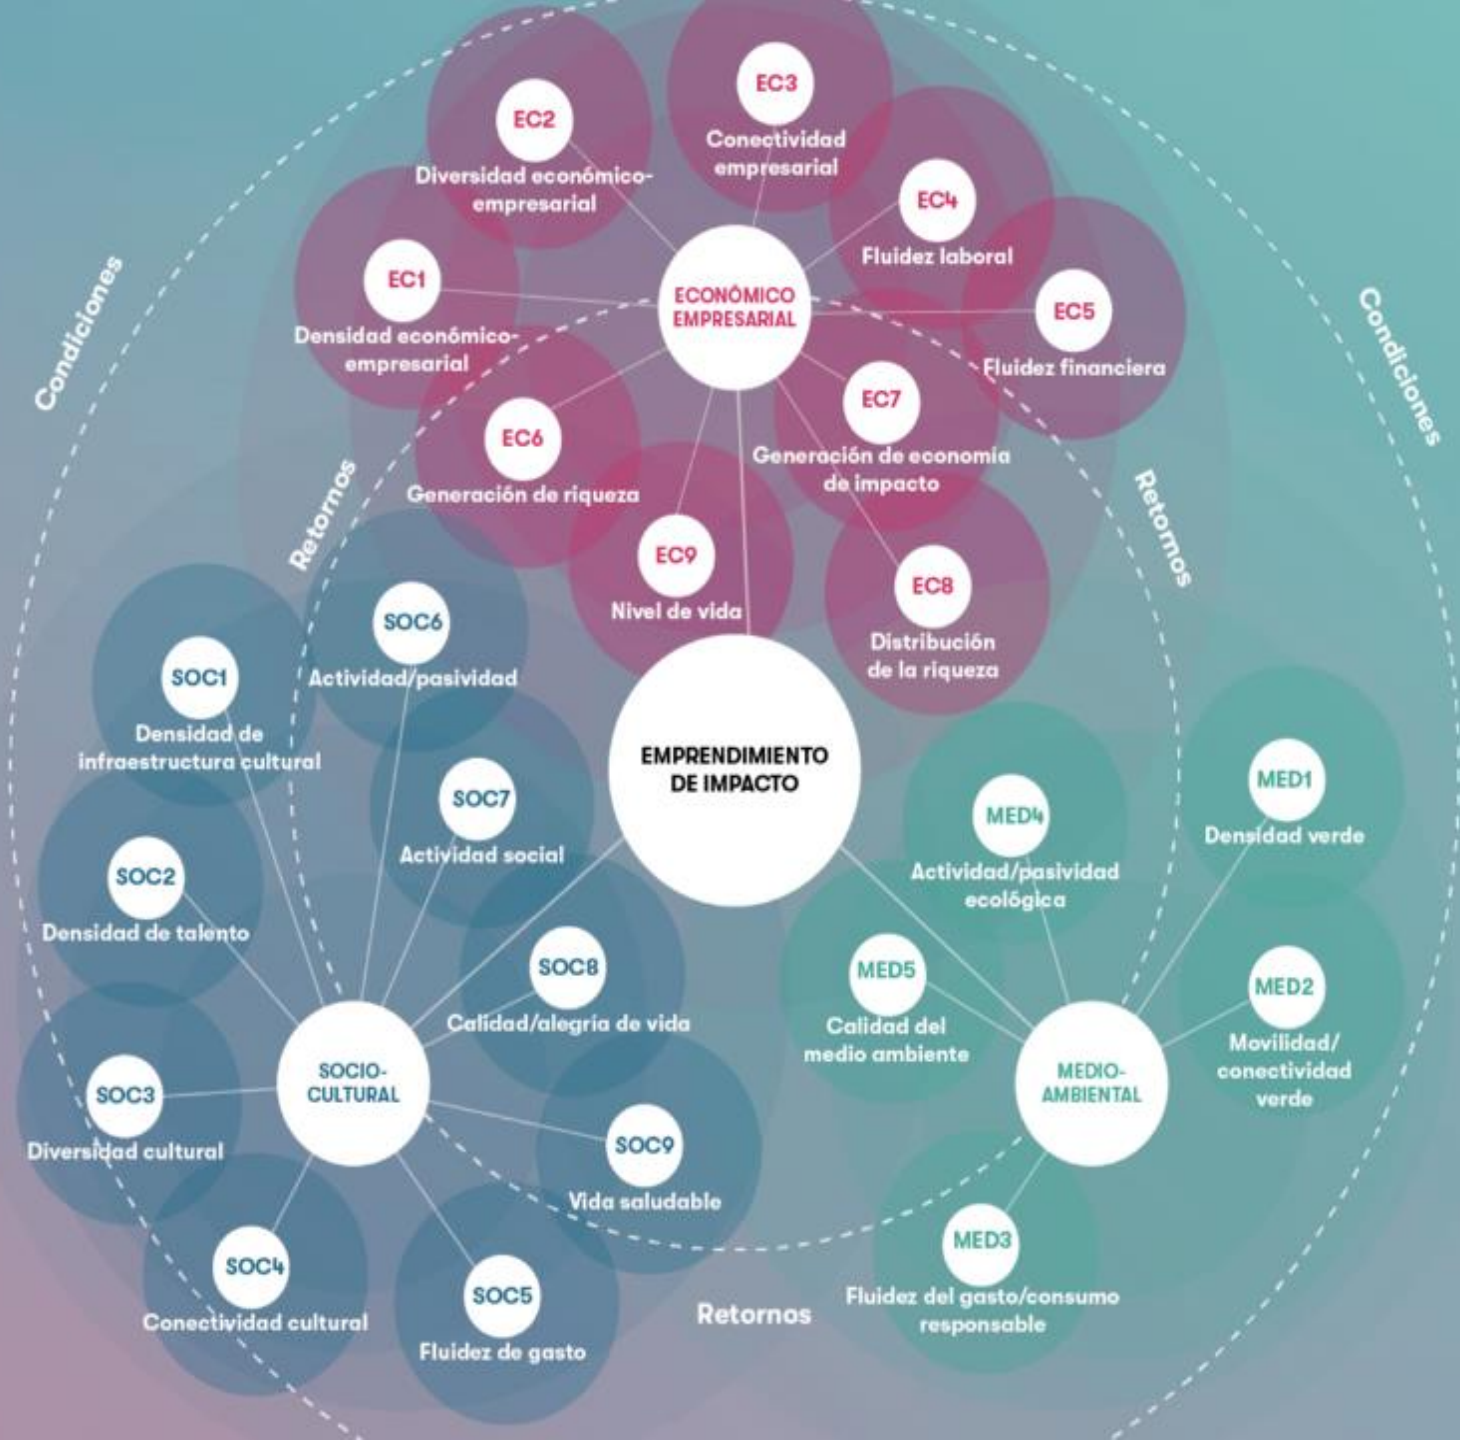 EC3
Conectividad
empresarial
EC2
Diversidad económico-
empresarial
EC4
Fluidez laboral
EC1
Densidad económico-
empresarial
ECONÓMICO
EMPRESARIAL
EC5
Fluidez financiera
Condiciones
Condiciones
EC6
Generación de riqueza
EC7
Generación de economía
de impacto
Retornos
Retornos
EC9
Nivel de vida
EC8
Distribución
de la riqueza
SOC6
Actividad/pasividad
SOC1
Densidad de
infraestructura cultural
EMPRENDIMIENTO
DE IMPACTO
SOC7
Actividad social
MED4
Actividad/pasividad
ecológica
MED1
Densidad verde
SOC2
Densidad de talento
SOC8
Calidad/alegría de vida
MED5
Calidad del
medio ambiente
MED2
Movilidad/
conectividad
verde
SOCIO-
CULTURAL
MEDIO-
AMBIENTAL
SOC3
Diversidad cultural
SOC9
Vida saludable
SOC4
Conectividad cultural
SOC5
Fluidez de gasto
Retornos
MED3
Fluidez del gasto/consumo
responsable